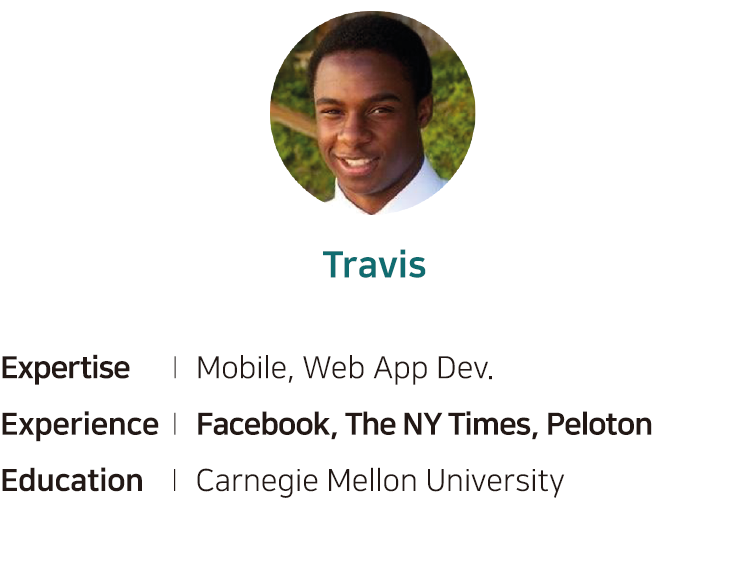 Travis
Expertise | Mobile, Web App Dev.
Experience | Facebook, The NY Times, Peloton
Education | Carnegie Mellon University